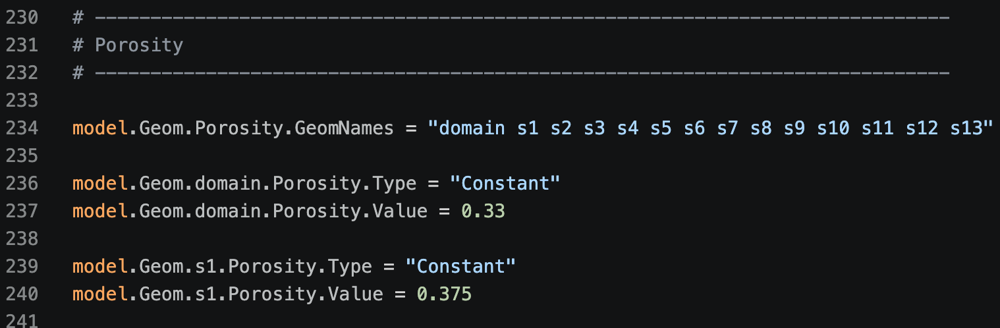 230 # -----------------------------------------------------------------------------
231 # Porosity
232 # -----------------------------------------------------------------------------
233
234 model.Geom.Porosity.GeomNames = "domain s1 s2 s3 s4 s5 s6 s7 s8 s9 s10 s11 s12 s13"
235
236 model.Geom.domain.Porosity.Type = "Constant"
237 model.Geom.domain.Porosity.Value = 0.33
238
239 model.Geom.s1.Porosity.Type = "Constant"
240 model.Geom.s1.Porosity.Value = 0.375
241